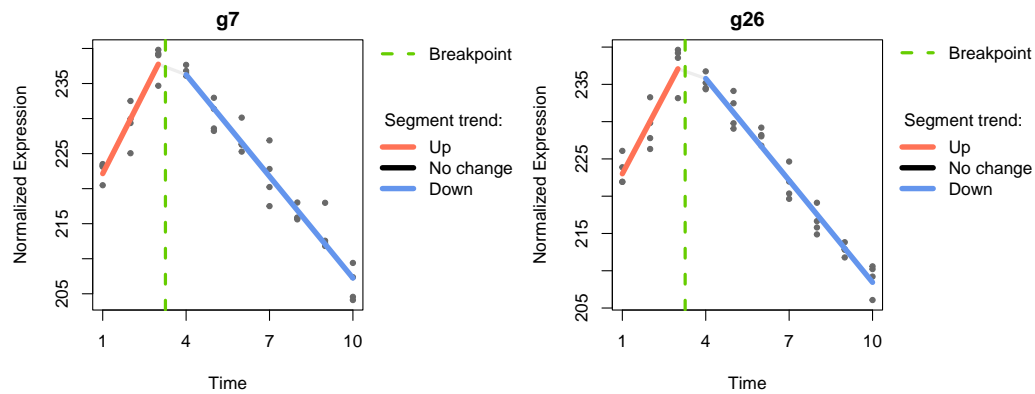 g7
Normalized Expression
235
225
215
205
1 4 7 10
Time
Breakpoint
Segment trend:
Up
No change
Down
g26
Normalized Expression
235
225
215
205
1 4 7 10
Time
Breakpoint
Segment trend:
Up
No change
Down